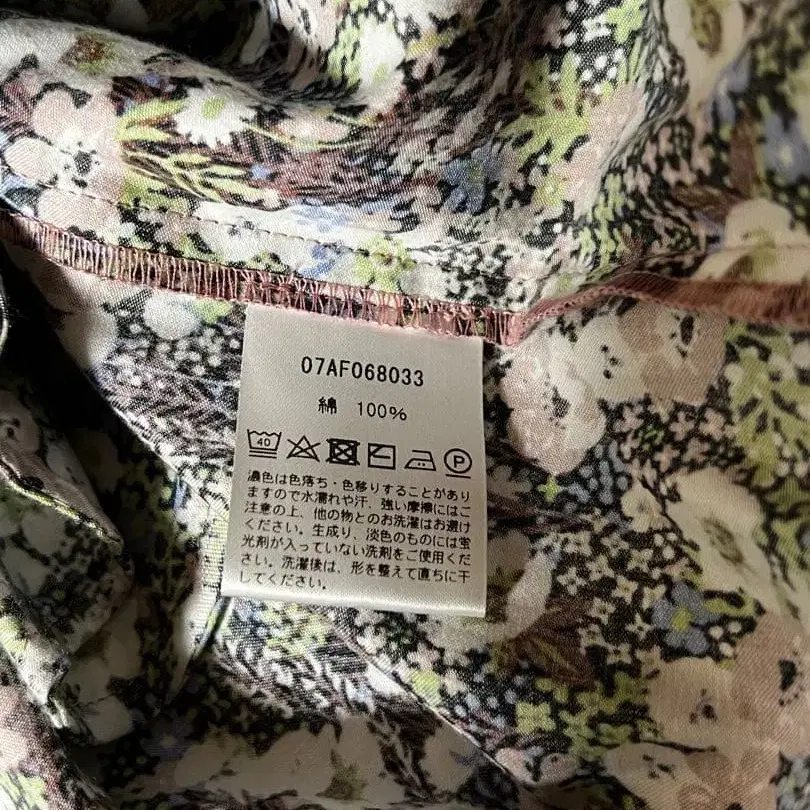 07AF068033
綿 100%
40
P
濃色は色落ち・色移りすることがあり
ますので水濡れや汗、強い摩擦にはご
注意の上、他の物とのお洗濯はお避け
ください。生成り、淡色のものには蛍
光剤が入っていない洗剤をご使用くだ
さい。洗濯後は、形を整えて直ちに干
してください。